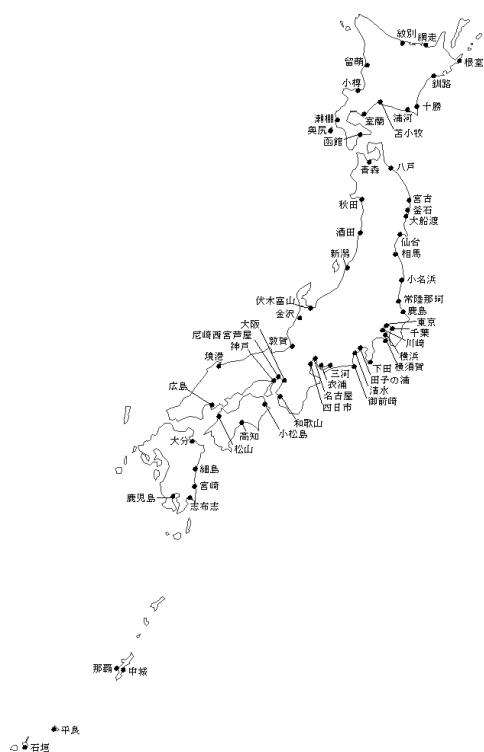 紋別
網走
留萌
根室
小樽
釧路
十勝
瀬棚
室蘭
浦河
奥尻
苫小牧
函館
青森
八戸
秋田
宮古
釜石
大船渡
酒田
仙台
新潟
相馬
小名浜
伏木富山
常陸那珂
金沢
鹿島
大阪
東京
尼崎西宮芦屋
敦賀
千葉
神戸
川崎
境港
横浜
三河
下田
横須賀
衣浦
田子の浦
広島
名古屋
清水
四日市
御前崎
和歌山
大分
高知
小松島
松山
細島
宮崎
鹿児島
志布志
那覇
中城
平良
石垣